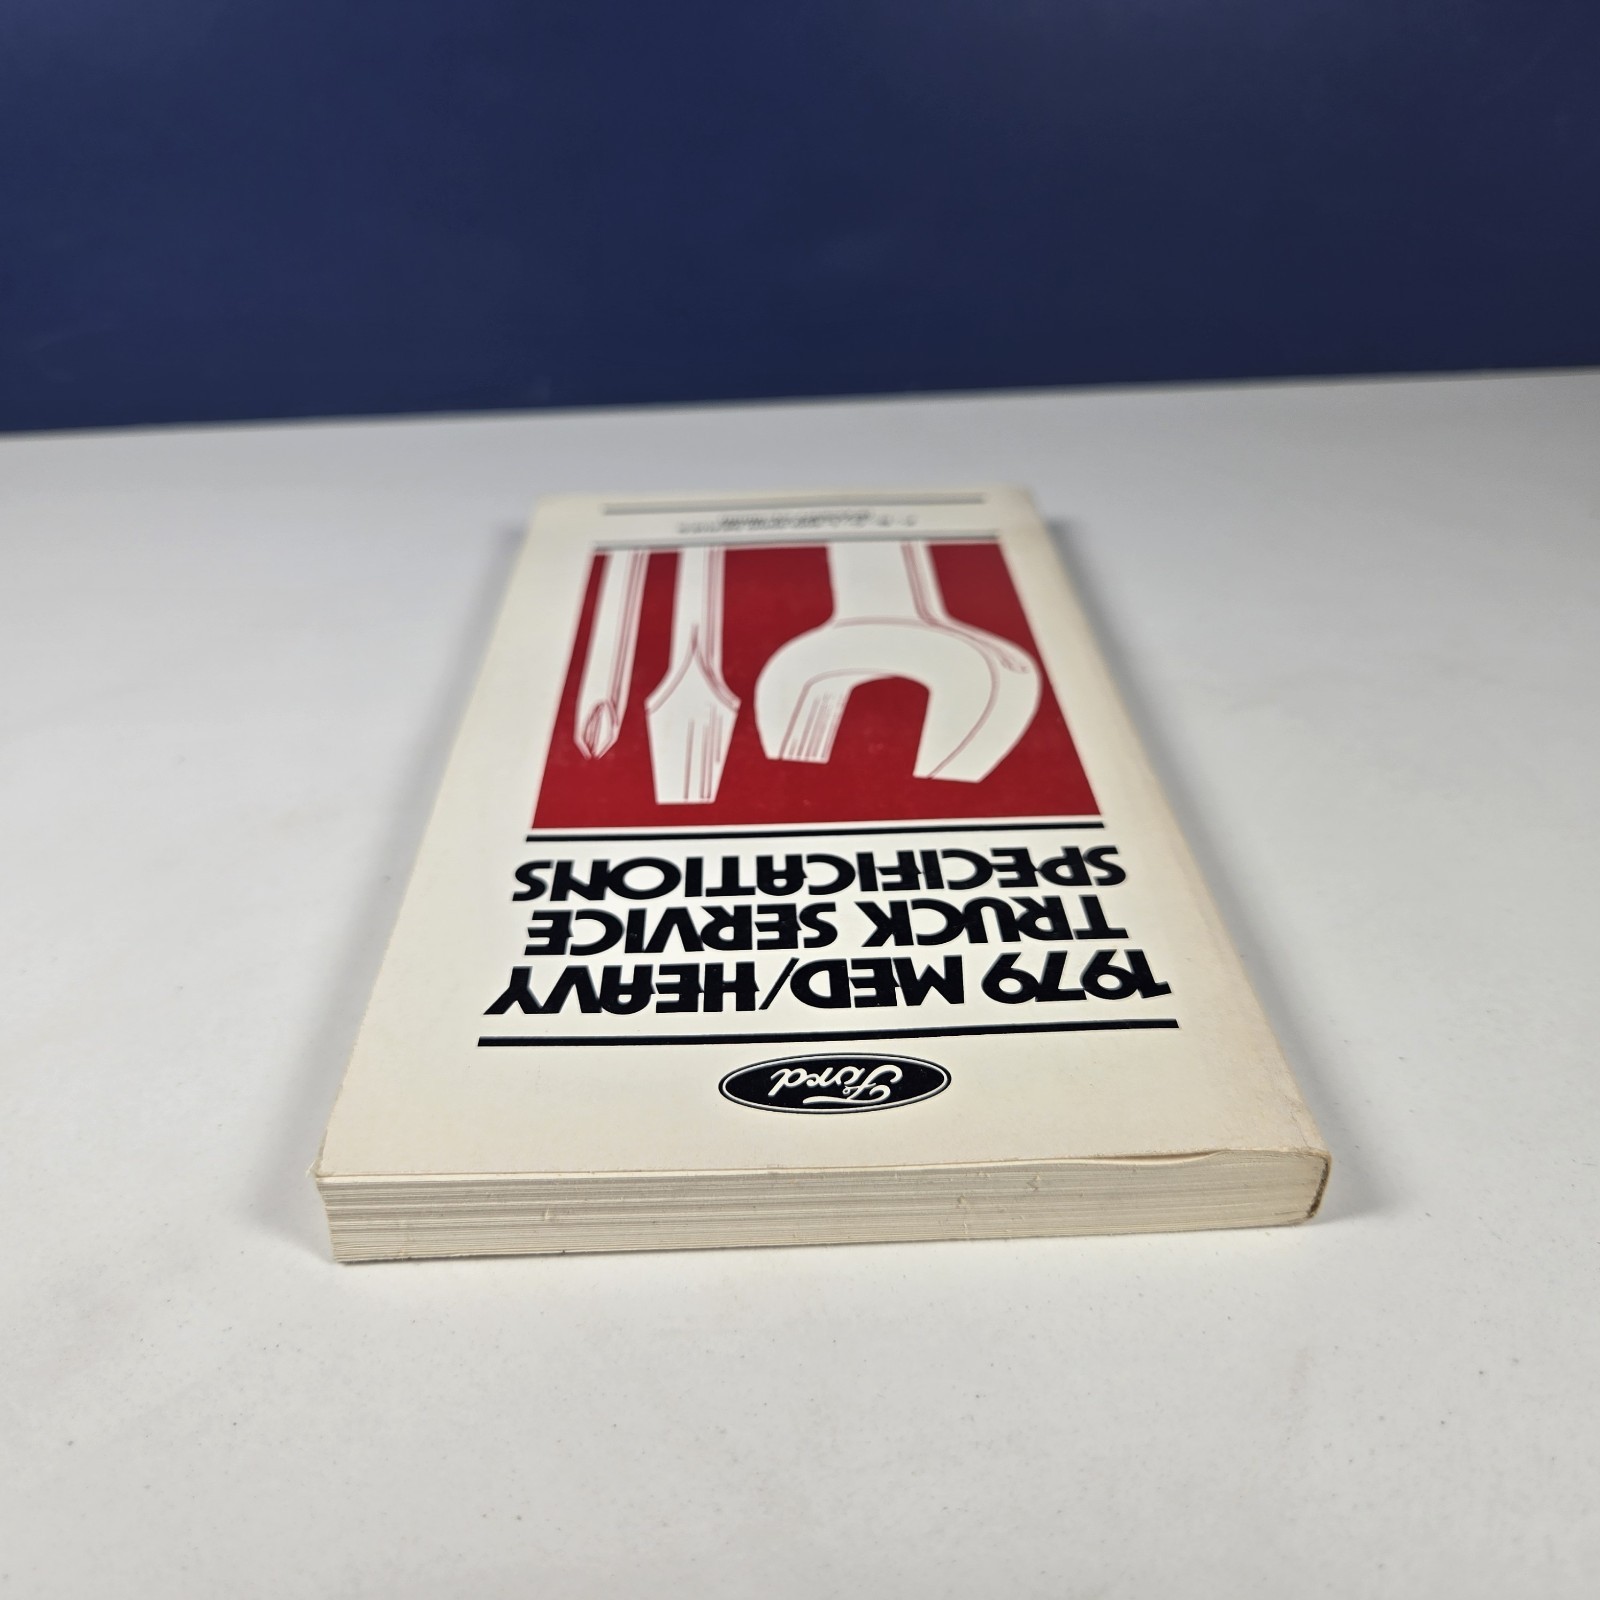 Ford
1979 MED/HEAVY
TRUCK SERVICE
SPECIFICATIONS